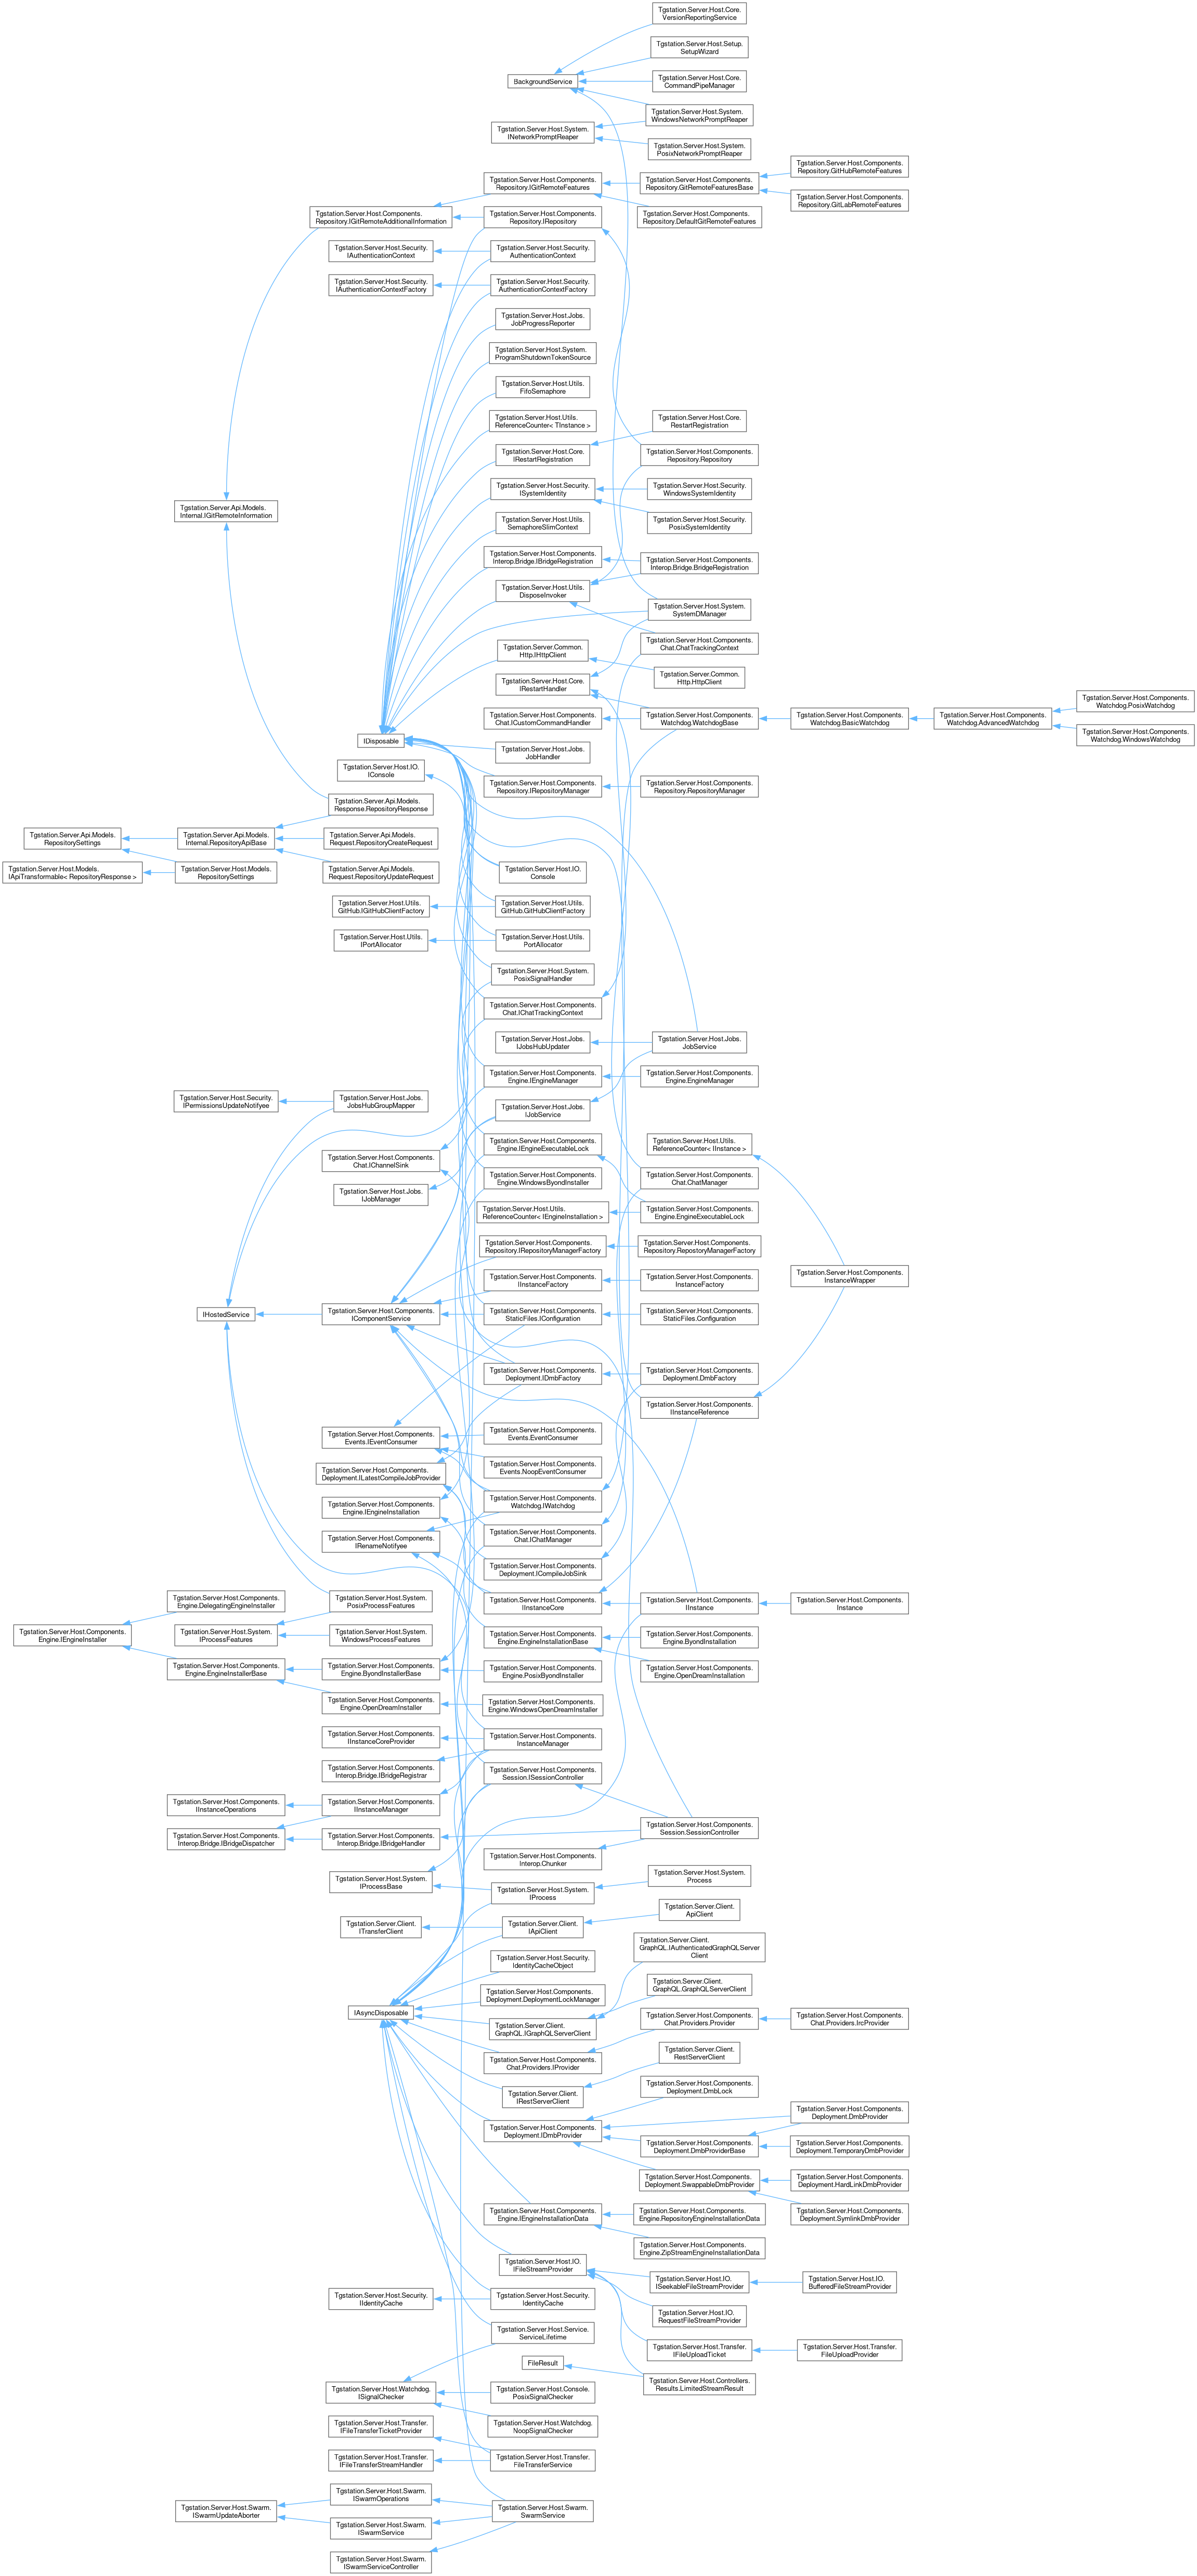 Tgstation.Server.Host.Core.
VersionReportingService
Tgstation.Server.Host.Setup.
SetupWizard
BackgroundService
Tgstation.Server.Host.Core.
CommandPipeManager
Tgstation.Server.Host.System.
WindowsNetworkPromptReaper
Tgstation.Server.Host.System.
INetworkPromptReaper
Tgstation.Server.Host.System.
PosixNetworkPromptReaper
Tgstation.Server.Host.Components.
Repository.GitHubRemoteFeatures
Tgstation.Server.Host.Components.
Repository.IGitRemoteFeatures
Tgstation.Server.Host.Components.
Repository.GitRemoteFeaturesBase
Tgstation.Server.Host.Components.
Repository.GitLabRemoteFeatures
Tgstation.Server.Host.Components.
Repository.IGitRemoteAdditionalInformation
Tgstation.Server.Host.Components.
Repository.IRepository
Tgstation.Server.Host.Components.
Repository.DefaultGitRemoteFeatures
Tgstation.Server.Host.Security.
IAuthenticationContext
Tgstation.Server.Host.Security.
AuthenticationContext
Tgstation.Server.Host.Security.
IAuthenticationContextFactory
Tgstation.Server.Host.Security.
AuthenticationContextFactory
Tgstation.Server.Host.Jobs.
JobProgressReporter
Tgstation.Server.Host.System.
ProgramShutdownTokenSource
Tgstation.Server.Host.Utils.
FifoSemaphore
Tgstation.Server.Host.Utils.
ReferenceCounter< TInstance >
Tgstation.Server.Host.Core.
RestartRegistration
Tgstation.Server.Host.Core.
IRestartRegistration
Tgstation.Server.Host.Components.
Repository.Repository
Tgstation.Server.Host.Security.
ISystemIdentity
Tgstation.Server.Host.Security.
WindowsSystemIdentity
Tgstation.Server.Api.Models.
Internal.IGitRemoteInformation
Tgstation.Server.Host.Utils.
SemaphoreSlimContext
Tgstation.Server.Host.Security.
PosixSystemIdentity
Tgstation.Server.Host.Components.
Interop.Bridge.IBridgeRegistration
Tgstation.Server.Host.Components.
Interop.Bridge.BridgeRegistration
Tgstation.Server.Host.Utils.
DisposeInvoker
Tgstation.Server.Host.System.
SystemDManager
Tgstation.Server.Common.
Http.IHttpClient
Tgstation.Server.Host.Components.
Chat.ChatTrackingContext
Tgstation.Server.Host.Core.
IRestartHandler
Tgstation.Server.Common.
Http.HttpClient
Tgstation.Server.Host.Components.
Watchdog.PosixWatchdog
Tgstation.Server.Host.Components.
Chat.ICustomCommandHandler
Tgstation.Server.Host.Components.
Watchdog.WatchdogBase
Tgstation.Server.Host.Components.
Watchdog.BasicWatchdog
Tgstation.Server.Host.Components.
Watchdog.AdvancedWatchdog
Tgstation.Server.Host.Components.
Watchdog.WindowsWatchdog
IDisposable
Tgstation.Server.Host.Jobs.
JobHandler
Tgstation.Server.Host.IO.
IConsole
Tgstation.Server.Host.Components.
Repository.IRepositoryManager
Tgstation.Server.Host.Components.
Repository.RepositoryManager
Tgstation.Server.Api.Models.
Response.RepositoryResponse
Tgstation.Server.Api.Models.
RepositorySettings
Tgstation.Server.Api.Models.
Internal.RepositoryApiBase
Tgstation.Server.Api.Models.
Request.RepositoryCreateRequest
Tgstation.Server.Host.Models.
IApiTransformable< RepositoryResponse >
Tgstation.Server.Host.Models.
RepositorySettings
Tgstation.Server.Api.Models.
Request.RepositoryUpdateRequest
Tgstation.Server.Host.IO.
Console
Tgstation.Server.Host.Utils.
GitHub.IGitHubClientFactory
Tgstation.Server.Host.Utils.
GitHub.GitHubClientFactory
Tgstation.Server.Host.Utils.
IPortAllocator
Tgstation.Server.Host.Utils.
PortAllocator
Tgstation.Server.Host.System.
PosixSignalHandler
Tgstation.Server.Host.Components.
Chat.IChatTrackingContext
Tgstation.Server.Host.Jobs.
IJobsHubUpdater
Tgstation.Server.Host.Jobs.
JobService
Tgstation.Server.Host.Components.
Engine.IEngineManager
Tgstation.Server.Host.Components.
Engine.EngineManager
Tgstation.Server.Host.Security.
IPermissionsUpdateNotifyee
Tgstation.Server.Host.Jobs.
JobsHubGroupMapper
Tgstation.Server.Host.Jobs.
IJobService
Tgstation.Server.Host.Components.
Chat.IChannelSink
Tgstation.Server.Host.Components.
Engine.IEngineExecutableLock
Tgstation.Server.Host.Utils.
ReferenceCounter< IInstance >
Tgstation.Server.Host.Jobs.
IJobManager
Tgstation.Server.Host.Components.
Engine.WindowsByondInstaller
Tgstation.Server.Host.Components.
Chat.ChatManager
Tgstation.Server.Host.Utils.
ReferenceCounter< IEngineInstallation >
Tgstation.Server.Host.Components.
Engine.EngineExecutableLock
Tgstation.Server.Host.Components.
Repository.IRepositoryManagerFactory
Tgstation.Server.Host.Components.
Repository.RepostoryManagerFactory
Tgstation.Server.Host.Components.
IInstanceFactory
Tgstation.Server.Host.Components.
InstanceFactory
Tgstation.Server.Host.Components.
InstanceWrapper
IHostedService
Tgstation.Server.Host.Components.
IComponentService
Tgstation.Server.Host.Components.
StaticFiles.IConfiguration
Tgstation.Server.Host.Components.
StaticFiles.Configuration
Tgstation.Server.Host.Components.
Deployment.IDmbFactory
Tgstation.Server.Host.Components.
Deployment.DmbFactory
Tgstation.Server.Host.Components.
IInstanceReference
Tgstation.Server.Host.Components.
Events.IEventConsumer
Tgstation.Server.Host.Components.
Events.EventConsumer
Tgstation.Server.Host.Components.
Deployment.ILatestCompileJobProvider
Tgstation.Server.Host.Components.
Events.NoopEventConsumer
Tgstation.Server.Host.Components.
Engine.IEngineInstallation
Tgstation.Server.Host.Components.
Watchdog.IWatchdog
Tgstation.Server.Host.Components.
IRenameNotifyee
Tgstation.Server.Host.Components.
Chat.IChatManager
Tgstation.Server.Host.Components.
Deployment.ICompileJobSink
Tgstation.Server.Host.Components.
Engine.DelegatingEngineInstaller
Tgstation.Server.Host.System.
PosixProcessFeatures
Tgstation.Server.Host.Components.
IInstanceCore
Tgstation.Server.Host.Components.
IInstance
Tgstation.Server.Host.Components.
Instance
Tgstation.Server.Host.Components.
Engine.IEngineInstaller
Tgstation.Server.Host.System.
IProcessFeatures
Tgstation.Server.Host.System.
WindowsProcessFeatures
Tgstation.Server.Host.Components.
Engine.EngineInstallationBase
Tgstation.Server.Host.Components.
Engine.ByondInstallation
Tgstation.Server.Host.Components.
Engine.EngineInstallerBase
Tgstation.Server.Host.Components.
Engine.ByondInstallerBase
Tgstation.Server.Host.Components.
Engine.PosixByondInstaller
Tgstation.Server.Host.Components.
Engine.OpenDreamInstallation
Tgstation.Server.Host.Components.
Engine.OpenDreamInstaller
Tgstation.Server.Host.Components.
Engine.WindowsOpenDreamInstaller
Tgstation.Server.Host.Components.
IInstanceCoreProvider
Tgstation.Server.Host.Components.
InstanceManager
Tgstation.Server.Host.Components.
Interop.Bridge.IBridgeRegistrar
Tgstation.Server.Host.Components.
Session.ISessionController
Tgstation.Server.Host.Components.
IInstanceOperations
Tgstation.Server.Host.Components.
IInstanceManager
Tgstation.Server.Host.Components.
Session.SessionController
Tgstation.Server.Host.Components.
Interop.Bridge.IBridgeDispatcher
Tgstation.Server.Host.Components.
Interop.Bridge.IBridgeHandler
Tgstation.Server.Host.Components.
Interop.Chunker
Tgstation.Server.Host.System.
IProcessBase
Tgstation.Server.Host.System.
IProcess
Tgstation.Server.Host.System.
Process
Tgstation.Server.Client.
ITransferClient
Tgstation.Server.Client.
IApiClient
Tgstation.Server.Client.
ApiClient
Tgstation.Server.Host.Security.
IdentityCacheObject
Tgstation.Server.Client.
GraphQL.IAuthenticatedGraphQLServer
Client
Tgstation.Server.Host.Components.
Deployment.DeploymentLockManager
Tgstation.Server.Client.
GraphQL.GraphQLServerClient
IAsyncDisposable
Tgstation.Server.Client.
GraphQL.IGraphQLServerClient
Tgstation.Server.Host.Components.
Chat.Providers.Provider
Tgstation.Server.Host.Components.
Chat.Providers.IrcProvider
Tgstation.Server.Host.Components.
Chat.Providers.IProvider
Tgstation.Server.Client.
RestServerClient
Tgstation.Server.Client.
IRestServerClient
Tgstation.Server.Host.Components.
Deployment.DmbLock
Tgstation.Server.Host.Components.
Deployment.IDmbProvider
Tgstation.Server.Host.Components.
Deployment.DmbProvider
Tgstation.Server.Host.Components.
Deployment.DmbProviderBase
Tgstation.Server.Host.Components.
Deployment.TemporaryDmbProvider
Tgstation.Server.Host.Components.
Deployment.SwappableDmbProvider
Tgstation.Server.Host.Components.
Deployment.HardLinkDmbProvider
Tgstation.Server.Host.Components.
Engine.IEngineInstallationData
Tgstation.Server.Host.Components.
Engine.RepositoryEngineInstallationData
Tgstation.Server.Host.Components.
Deployment.SymlinkDmbProvider
Tgstation.Server.Host.Components.
Engine.ZipStreamEngineInstallationData
Tgstation.Server.Host.IO.
IFileStreamProvider
Tgstation.Server.Host.IO.
ISeekableFileStreamProvider
Tgstation.Server.Host.IO.
BufferedFileStreamProvider
Tgstation.Server.Host.Security.
IIdentityCache
Tgstation.Server.Host.Security.
IdentityCache
Tgstation.Server.Host.IO.
RequestFileStreamProvider
Tgstation.Server.Host.Service.
ServiceLifetime
Tgstation.Server.Host.Transfer.
IFileUploadTicket
Tgstation.Server.Host.Transfer.
FileUploadProvider
FileResult
Tgstation.Server.Host.Controllers.
Results.LimitedStreamResult
Tgstation.Server.Host.Watchdog.
ISignalChecker
Tgstation.Server.Host.Console.
PosixSignalChecker
Tgstation.Server.Host.Transfer.
IFileTransferTicketProvider
Tgstation.Server.Host.Watchdog.
NoopSignalChecker
Tgstation.Server.Host.Transfer.
IFileTransferStreamHandler
Tgstation.Server.Host.Transfer.
FileTransferService
Tgstation.Server.Host.Swarm.
ISwarmOperations
Tgstation.Server.Host.Swarm.
ISwarmUpdateAborter
Tgstation.Server.Host.Swarm.
SwarmService
Tgstation.Server.Host.Swarm.
ISwarmService
Tgstation.Server.Host.Swarm.
ISwarmServiceController